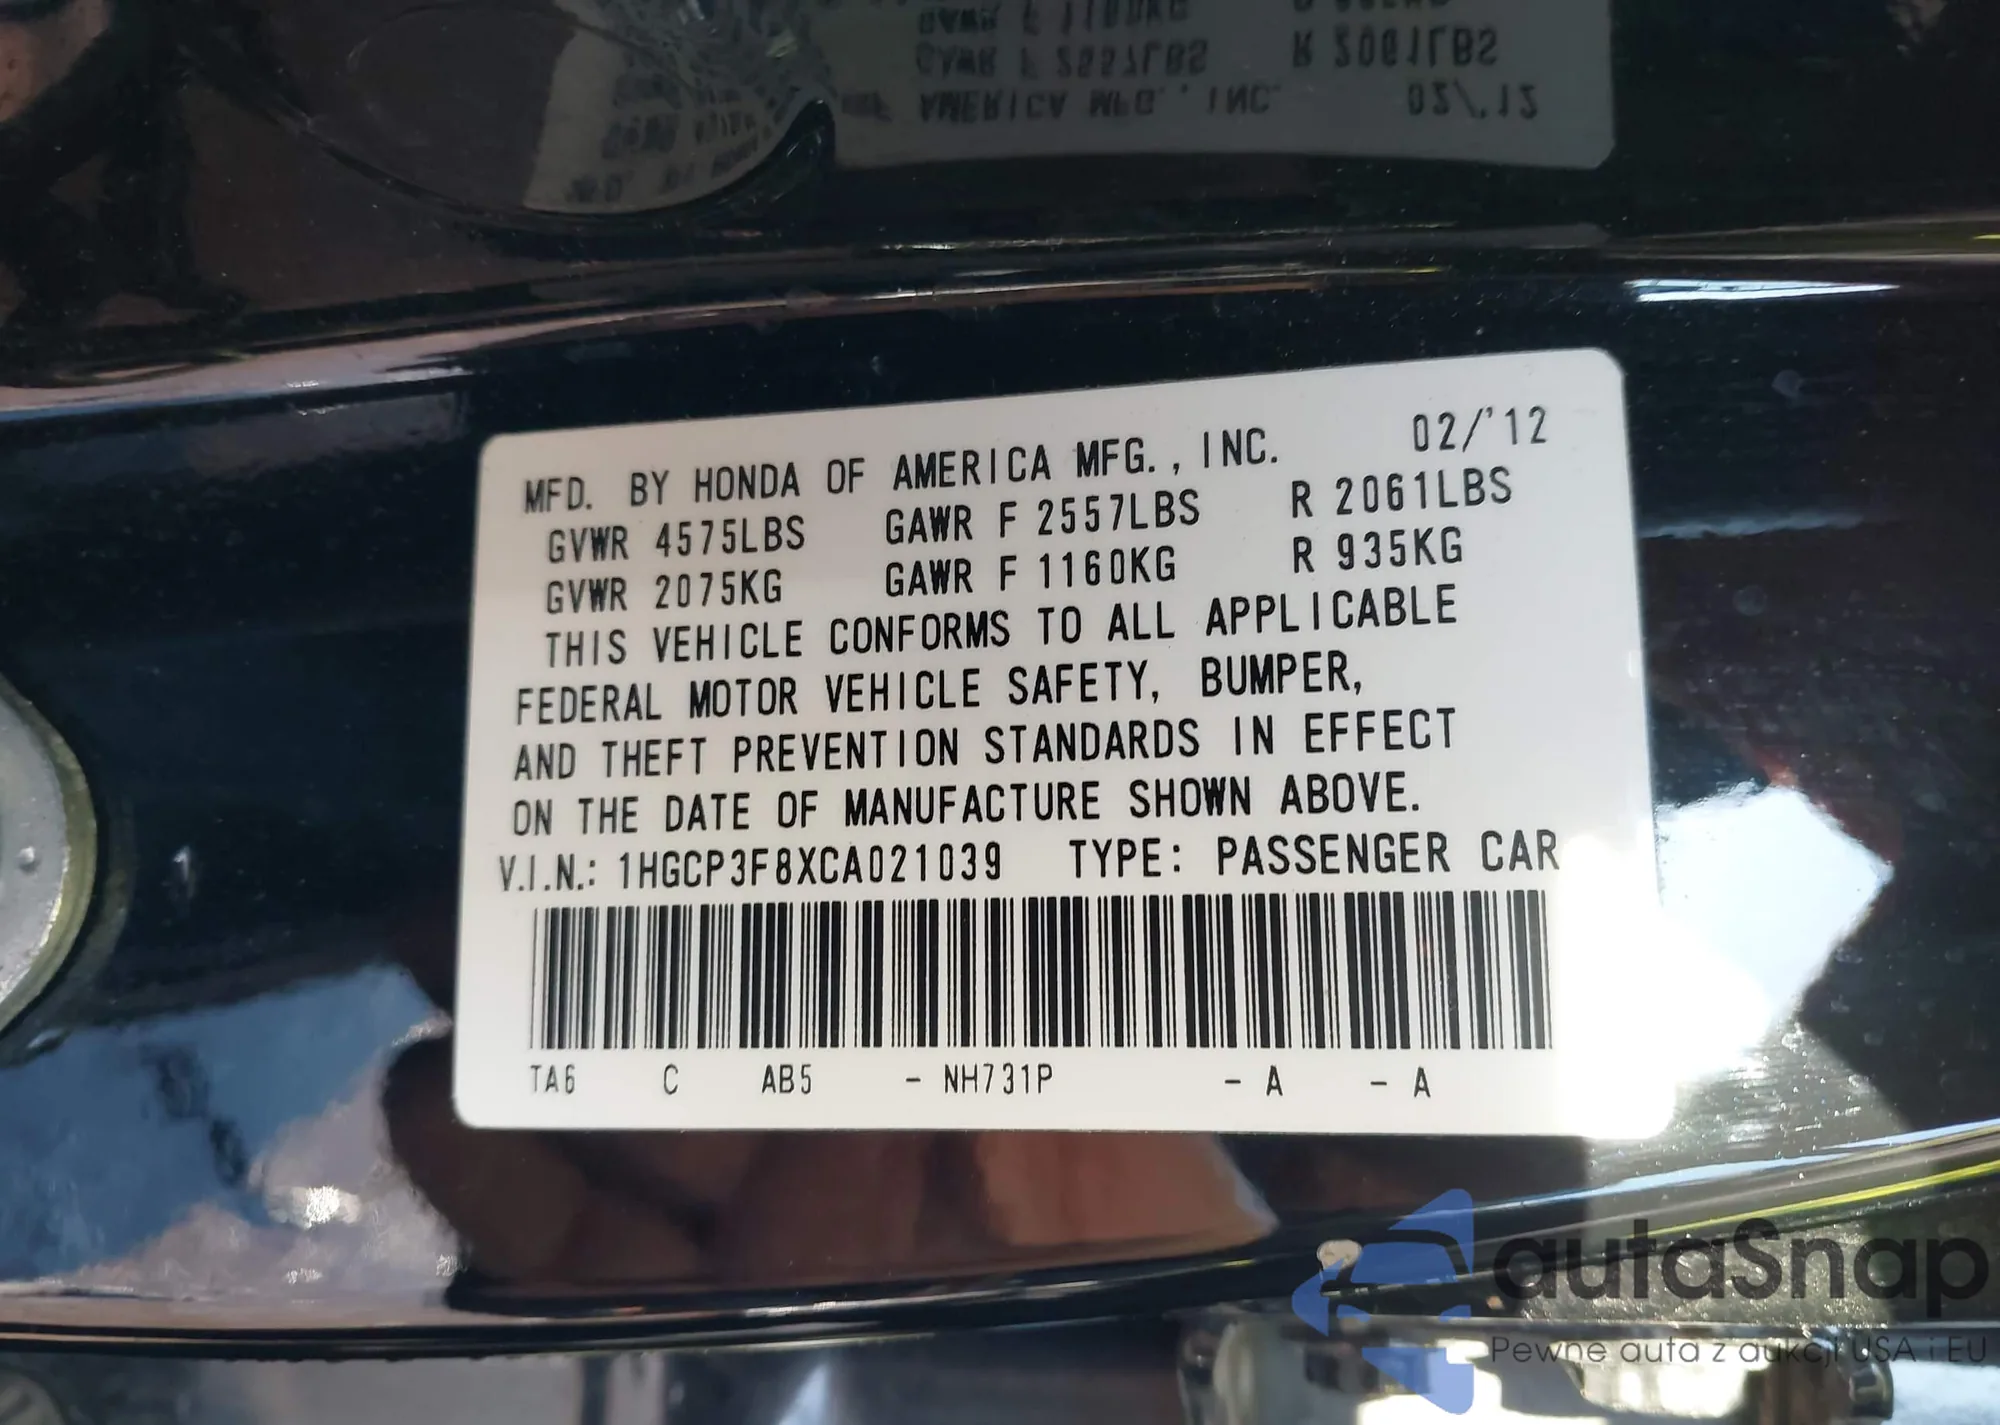 MFD. BY HONDA OF AMERICA MFG., INC. 02/'12
GVWR 4575LBS GAWR F 2557LBS R 2061LBS
GVWR 2075KG GAWR F 1160KG R 935KG
THIS VEHICLE CONFORMS TO ALL APPLICABLE
FEDERAL MOTOR VEHICLE SAFETY, BUMPER,
AND THEFT PREVENTION STANDARDS IN EFFECT
ON THE DATE OF MANUFACTURE SHOWN ABOVE.
V.I.N.: 1HGCP3F8XCA021039 TYPE: PASSENGER CAR
TA6 C AB5 - NH731P - A - A
autaSnap
Pewne auta z aukcji USA i EU